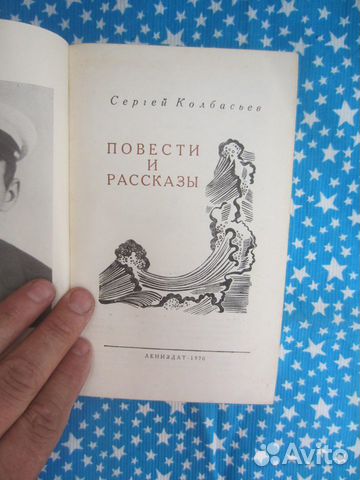 Сергей Колбасьев
ПОВЕСТИ
И
РАССКАЗЫ
ЛЕНИЗДАТ · 1970
Avito